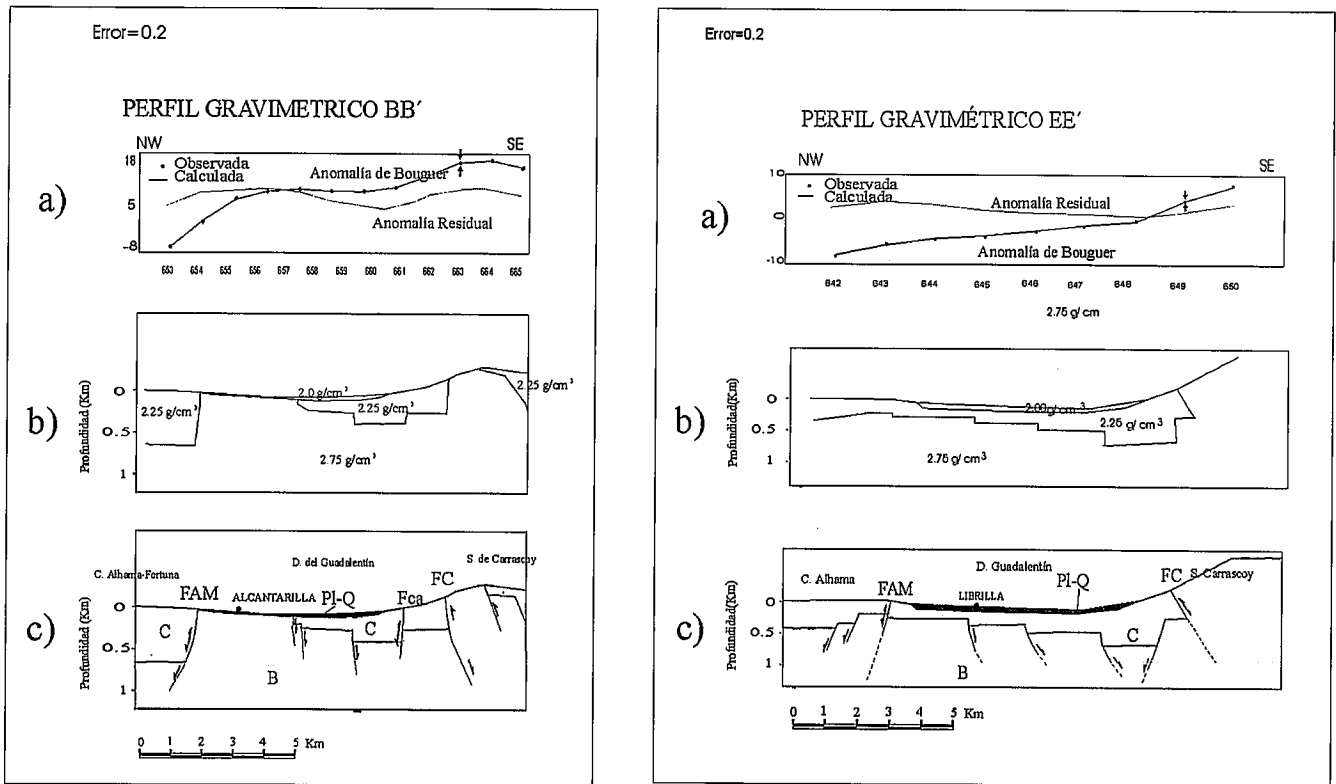 Error=0.2
PERFIL GRAVIMETRICO BB´
NW
SE
a)
18
5
-8
Observada
Calculada
Anomalía de Bouguer
Anomalía Residual
653 654 655 656 657 658 659 660 661 662 663 664 665
b)
Profundidad (Km)
0
0.5
1
2.25 g/cm³
2.0 g/cm³
2.25 g/cm³
2.25 g/cm³
2.75 g/cm³
c)
Profundidad (Km)
0
0.5
1
C. Alhama-Fortuna
D. del Guadalentín
S. de Carrascoy
FAM
ALCANTARILLA
Pl-Q
Fca
FC
C
C
B
0 1 2 3 4 5 Km
Error=0.2
PERFIL GRAVIMÉTRICO EE´
NW
SE
a)
10
0
-10
Observada
Calculada
Anomalía Residual
Anomalía de Bouguer
642 643 644 645 646 647 648 649 650
2.75 g/cm
b)
Profundidad(Km)
0
0.5
1
2.00g/cm³
2.25 g/cm³
2.75 g/cm³
c)
Profundidad(Km)
0
0.5
1
C. Alhama
D. Guadalentín
S. Carrascoy
FAM
LIBRILLA
Pl-Q
FC
C
B
0 1 2 3 4 5 Km